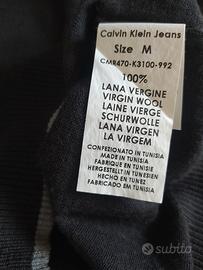 Calvin Klein Jeans
Size M
CMR470-K3100-992
100%
LANA VERGINE
VIRGIN WOOL
LAINE VIERGE
SCHURWOLLE
LANA VIRGEN
LA VIRGEM
CONFEZIONATO IN TUNISIA
MADE IN TUNISIA
FABRIQUE EN TUNISIE
HERGESTELLT IN TUNESIEN
HECHO EN TUNEZ
FABRICADO EM TUNISIA
subito